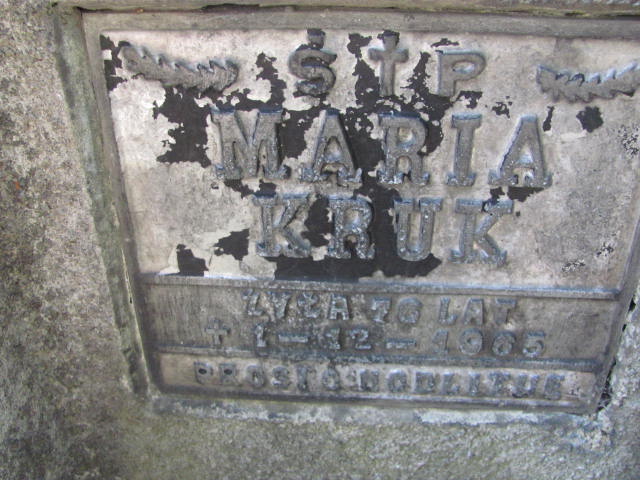 Ś † P
MARIA
KRUK
ŻYŁA 76 LAT
† 1-12-1965
PROSI O MODLITWĘ